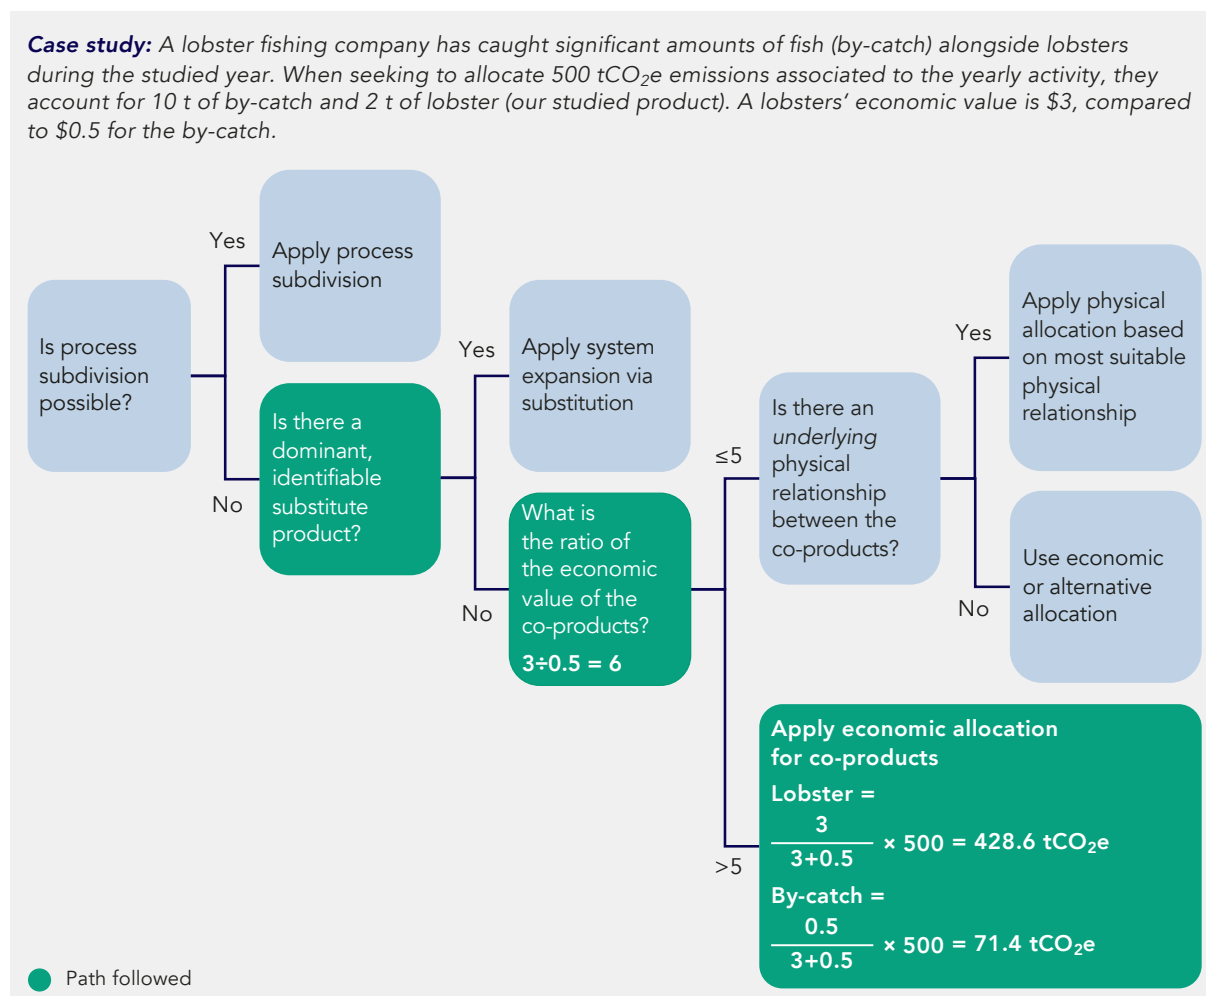 Case study: A lobster fishing company has caught significant amounts of fish (by-catch) alongside lobsters
during the studied year. When seeking to allocate 500 tCO₂e emissions associated to the yearly activity, they
account for 10 t of by-catch and 2 t of lobster (our studied product). A lobsters’ economic value is $3, compared
to $0.5 for the by-catch.
Is process
subdivision
possible?
Yes
Apply process
subdivision
No
Is there a
dominant,
identifiable
substitute
product?
Yes
Apply system
expansion via
substitution
No
What is
the ratio of
the economic
value of the
co-products?
3÷0.5 = 6
≤5
Is there an
underlying
physical
relationship
between the
co-products?
Yes
Apply physical
allocation based
on most suitable
physical
relationship
No
Use economic
or alternative
allocation
>5
Apply economic allocation
for co-products
Lobster =
3
3+0.5
× 500 = 428.6 tCO₂e
By-catch =
0.5
3+0.5
× 500 = 71.4 tCO₂e
Path followed